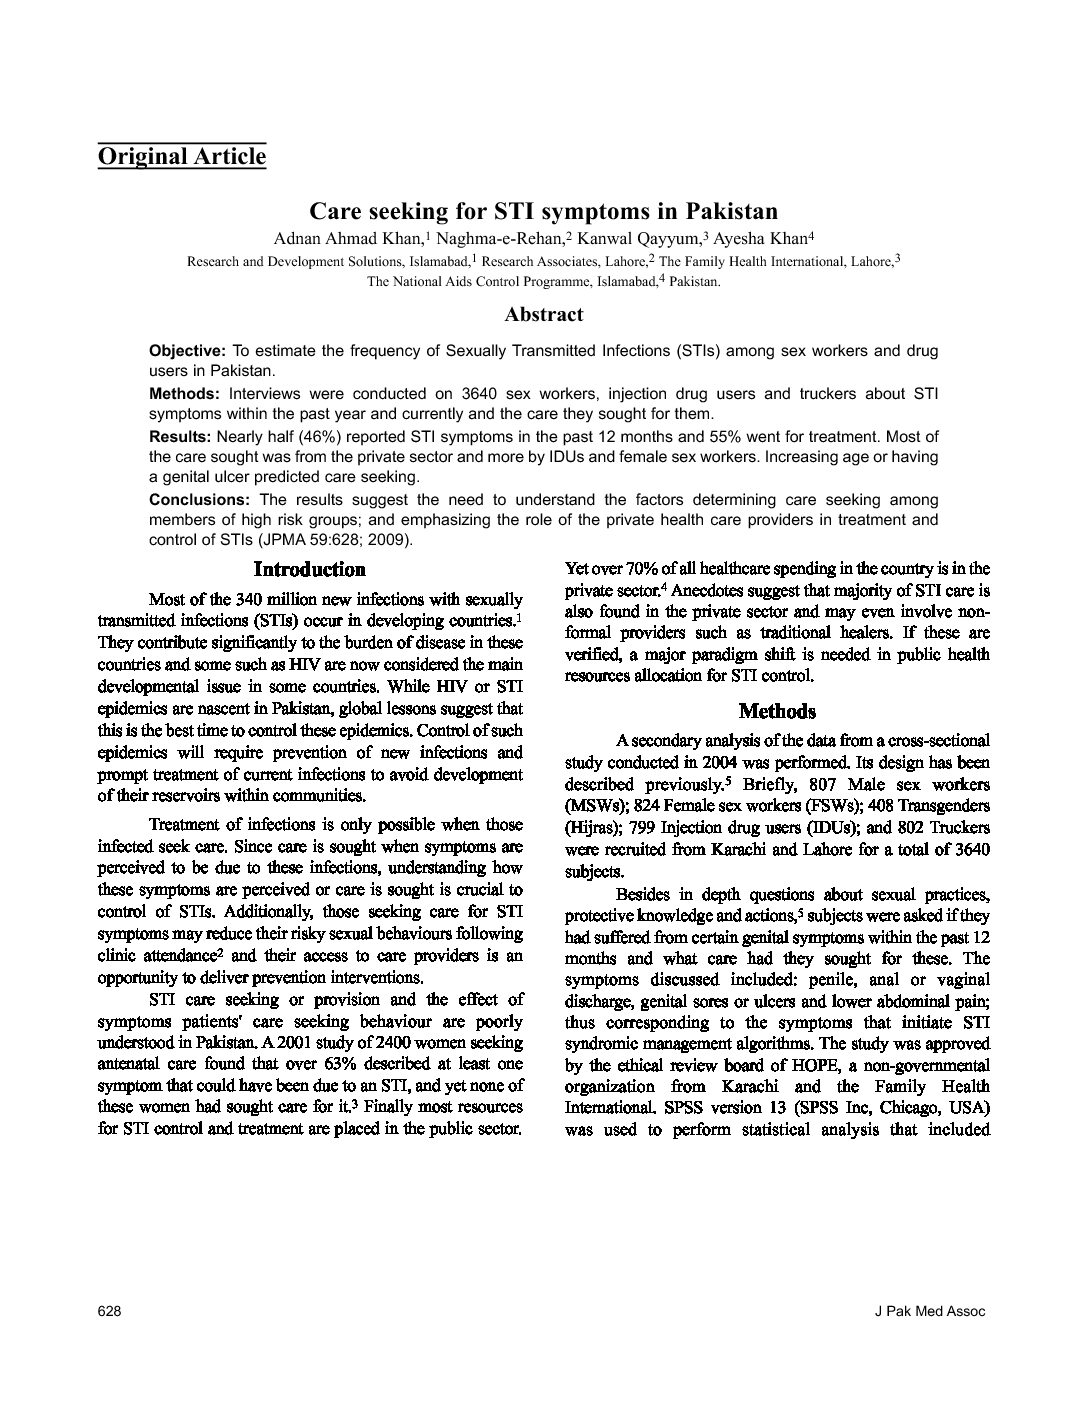 Original Article
Care seeking for STI symptoms in Pakistan
Adnan Ahmad Khan,1 Naghma-e-Rehan,2 Kanwal Qayyum,3 Ayesha Khan4
Research and Development Solutions, Islamabad,1 Research Associates, Lahore,2 The Family Health International, Lahore,3
The National Aids Control Programme, Islamabad,4 Pakistan.
Abstract
Objective: To estimate the frequency of Sexually Transmitted Infections (STIs) among sex workers and drug
users in Pakistan.
Methods: Interviews were conducted on 3640 sex workers, injection drug users and truckers about STI
symptoms within the past year and currently and the care they sought for them.
Results: Nearly half (46%) reported STI symptoms in the past 12 months and 55% went for treatment. Most of
the care sought was from the private sector and more by IDUs and female sex workers. Increasing age or having
a genital ulcer predicted care seeking.
Conclusions: The results suggest the need to understand the factors determining care seeking among
members of high risk groups; and emphasizing the role of the private health care providers in treatment and
control of STIs (JPMA 59:628; 2009).
Introduction
Most of the 340 million new infections with sexually
transmitted infections (STIs) occur in developing countries.1
They contribute significantly to the burden of disease in these
countries and some such as HIV are now considered the main
developmental issue in some countries. While HIV or STI
epidemics are nascent in Pakistan, global lessons suggest that
this is the best time to control these epidemics. Control of such
epidemics will require prevention of new infections and
prompt treatment of current infections to avoid development
of their reservoirs within communities.
Treatment of infections is only possible when those
infected seek care. Since care is sought when symptoms are
perceived to be due to these infections, understanding how
these symptoms are perceived or care is sought is crucial to
control of STIs. Additionally, those seeking care for STI
symptoms may reduce their risky sexual behaviours following
clinic attendance2 and their access to care providers is an
opportunity to deliver prevention interventions.
STI care seeking or provision and the effect of
symptoms patients' care seeking behaviour are poorly
understood in Pakistan. A 2001 study of 2400 women seeking
antenatal care found that over 63% described at least one
symptom that could have been due to an STI, and yet none of
these women had sought care for it.3 Finally most resources
for STI control and treatment are placed in the public sector.
Yet over 70% of all healthcare spending in the country is in the
private sector.4 Anecdotes suggest that majority of STI care is
also found in the private sector and may even involve non-
formal providers such as traditional healers. If these are
verified, a major paradigm shift is needed in public health
resources allocation for STI control.
Methods
A secondary analysis of the data from a cross-sectional
study conducted in 2004 was performed. Its design has been
described previously.5 Briefly, 807 Male sex workers
(MSWs); 824 Female sex workers (FSWs); 408 Transgenders
(Hijras); 799 Injection drug users (IDUs); and 802 Truckers
were recruited from Karachi and Lahore for a total of 3640
subjects.
Besides in depth questions about sexual practices,
protective knowledge and actions,5 subjects were asked if they
had suffered from certain genital symptoms within the past 12
months and what care had they sought for these. The
symptoms discussed included: penile, anal or vaginal
discharge, genital sores or ulcers and lower abdominal pain;
thus corresponding to the symptoms that initiate STI
syndromic management algorithms. The study was approved
by the ethical review board of HOPE, a non-governmental
organization from Karachi and the Family Health
International. SPSS version 13 (SPSS Inc, Chicago, USA)
was used to perform statistical analysis that included
628
J Pak Med Assoc